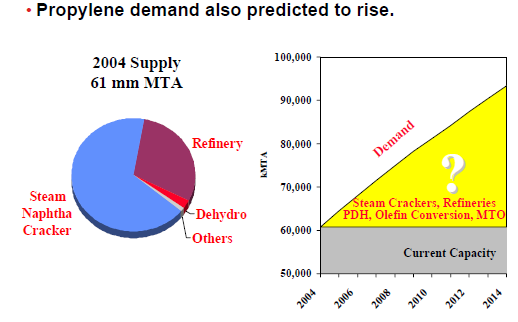 • Propylene demand also predicted to rise.
2004 Supply
61 mm MTA
Refinery
Steam
Naphtha
Cracker
Dehydro
Others
100,000
90,000
80,000
70,000
60,000
50,000
kMTA
Demand
?
Steam Crackers, Refineries
PDH, Olefin Conversion, MTO
Current Capacity
2004
2006
2008
2010
2012
2014